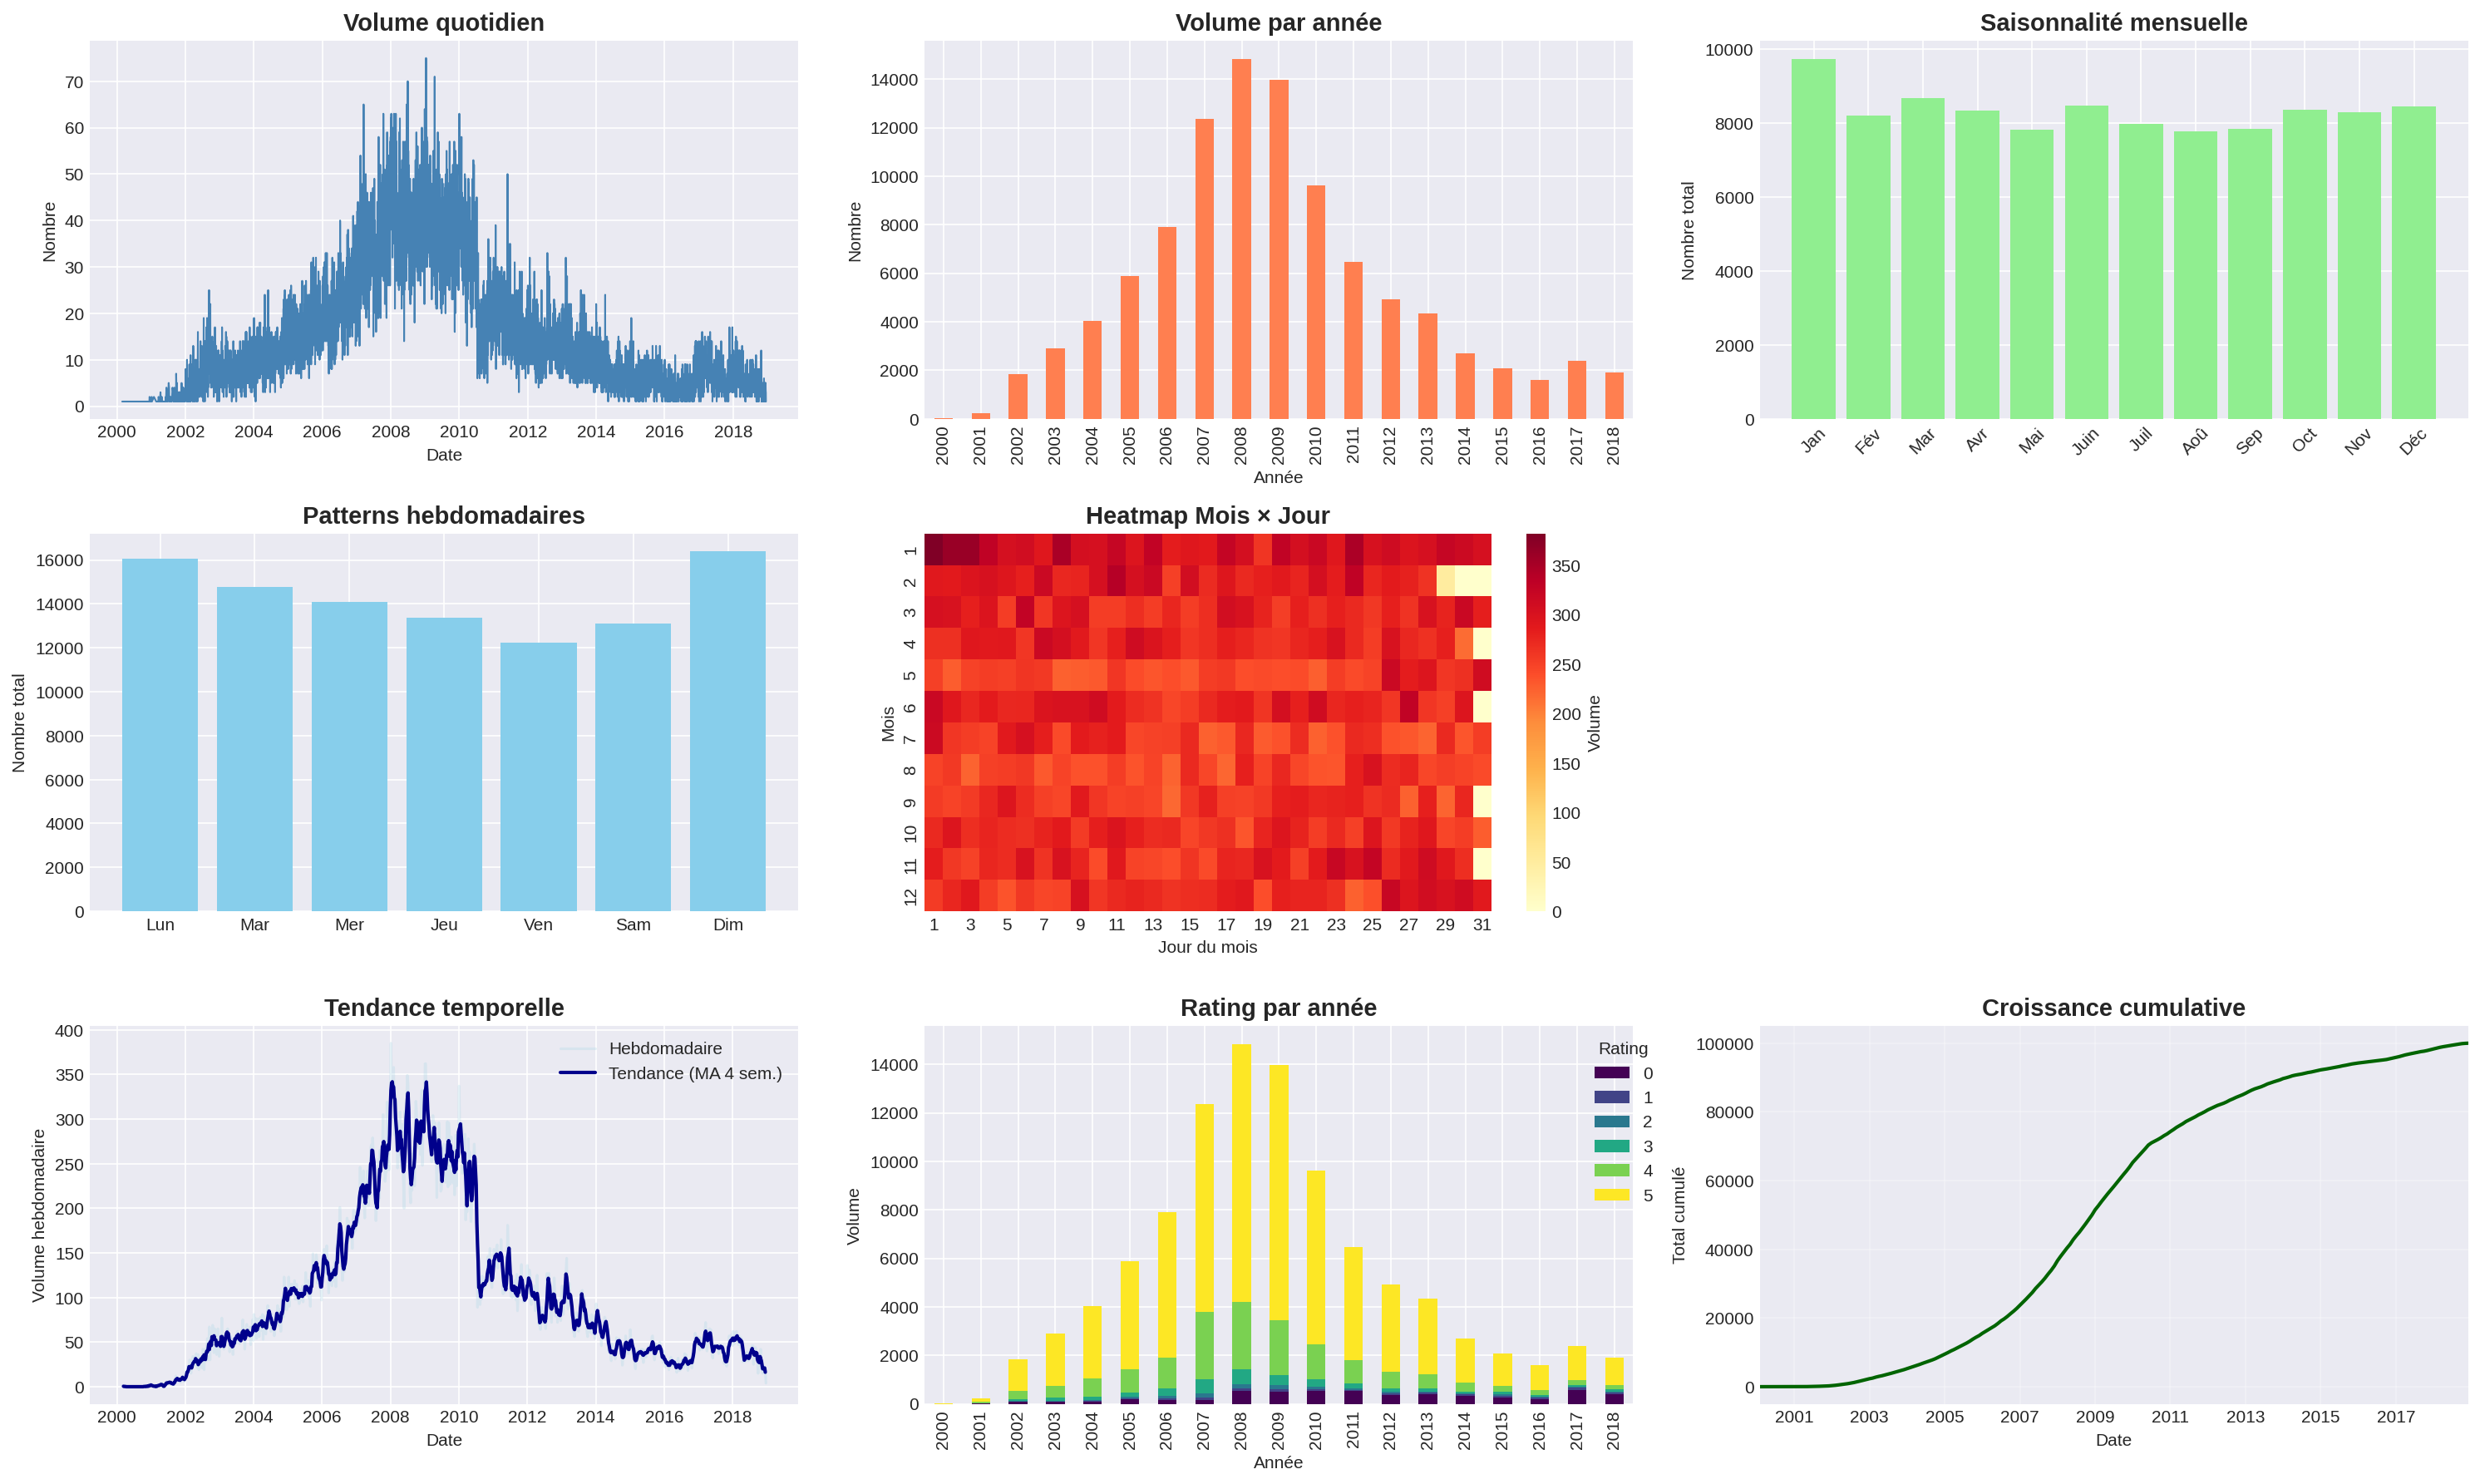 Volume quotidien
Nombre
70
60
50
40
30
20
10
0
2000 2002 2004 2006 2008 2010 2012 2014 2016 2018
Date
Volume par année
Nombre
14000
12000
10000
8000
6000
4000
2000
0
2000 2001 2002 2003 2004 2005 2006 2007 2008 2009 2010 2011 2012 2013 2014 2015 2016 2017 2018
Année
Saisonnalité mensuelle
Nombre total
10000
8000
6000
4000
2000
0
Jan Fév Mar Avr Mai Juin Juil Aoû Sep Oct Nov Déc
Patterns hebdomadaires
Nombre total
16000
14000
12000
10000
8000
6000
4000
2000
0
Lun Mar Mer Jeu Ven Sam Dim
Heatmap Mois × Jour
Mois
1
2
3
4
5
6
7
8
9
10
11
12
1 3 5 7 9 11 13 15 17 19 21 23 25 27 29 31
Jour du mois
350
300
250
200
150
100
50
0
Volume
Tendance temporelle
Volume hebdomadaire
400
350
300
250
200
150
100
50
0
Hebdomadaire
Tendance (MA 4 sem.)
2000 2002 2004 2006 2008 2010 2012 2014 2016 2018
Date
Rating par année
Volume
14000
12000
10000
8000
6000
4000
2000
0
Rating
0
1
2
3
4
5
2000 2001 2002 2003 2004 2005 2006 2007 2008 2009 2010 2011 2012 2013 2014 2015 2016 2017 2018
Année
Croissance cumulative
Total cumulé
100000
80000
60000
40000
20000
0
2001 2003 2005 2007 2009 2011 2013 2015 2017
Date